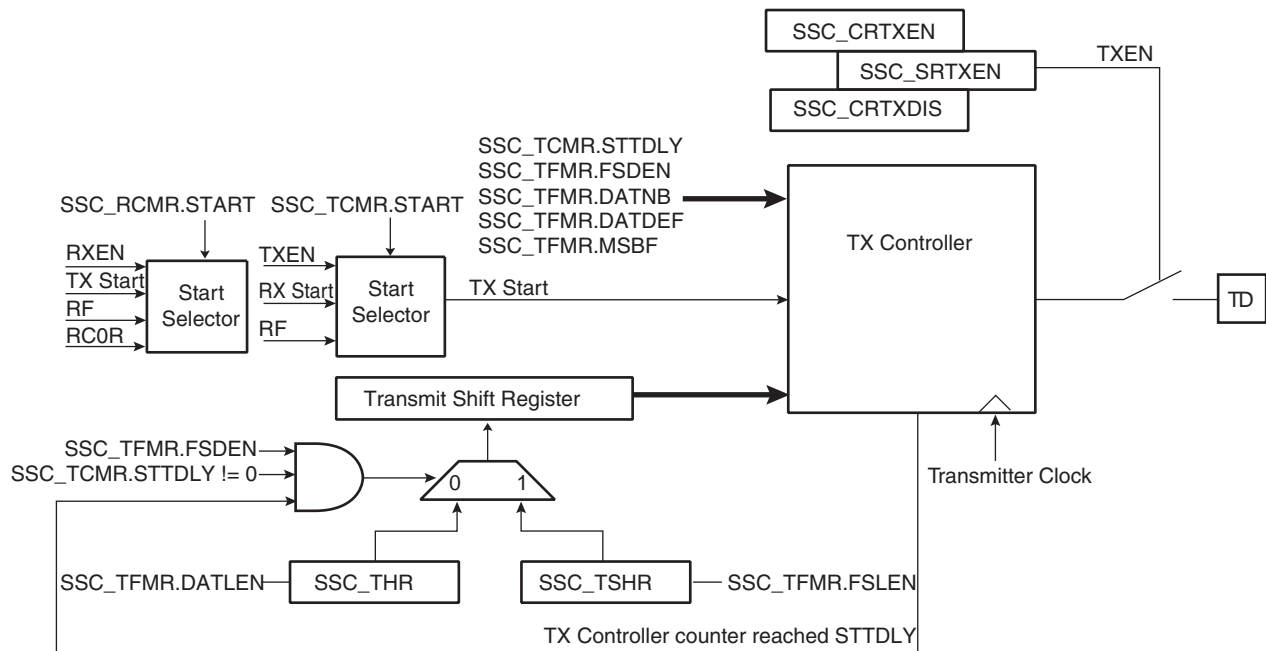 SSC_CRTXEN
SSC_SRTXEN
TXEN
SSC_CRTXDIS
SSC_TCMR.STTDLY
SSC_TFMR.FSDEN
SSC_TFMR.DATNB
SSC_TFMR.DATDEF
SSC_TFMR.MSBF
SSC_RCMR.START
SSC_TCMR.START
TX Controller
RXEN
TX Start
RF
RC0R
Start
Selector
TXEN
RX Start
RF
Start
Selector
TX Start
TD
Transmit Shift Register
SSC_TFMR.FSDEN
SSC_TCMR.STTDLY != 0
0 1
Transmitter Clock
SSC_TFMR.DATLEN
SSC_THR
SSC_TSHR
SSC_TFMR.FSLEN
TX Controller counter reached STTDLY